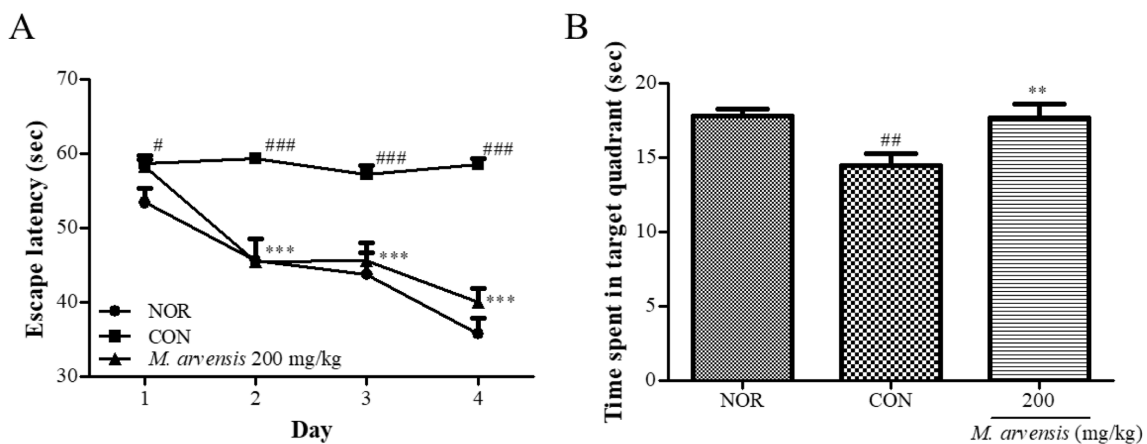 A
Escape latency (sec)
70
60
50
40
30
#
###
###
###
***
***
***
NOR
CON
M. arvensis 200 mg/kg
1 2 3 4
Day
B
Time spent in target quadrant (sec)
20
15
10
5
0
##
**
NOR CON 200
M. arvensis (mg/kg)